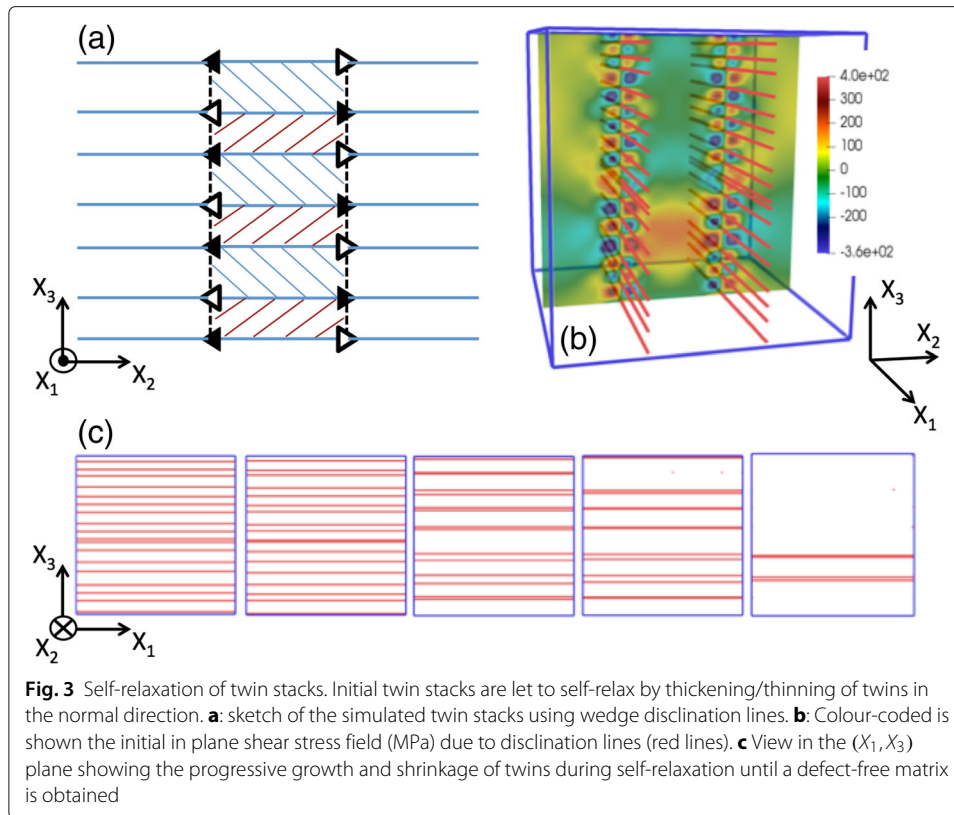 (a)
X₃
X₁
X₂
4.0e+02
300
200
100
0
-100
-200
-3.6e+02
(b)
X₃
X₂
X₁
(c)
X₃
X₂
X₁
Fig. 3 Self-relaxation of twin stacks. Initial twin stacks are let to self-relax by thickening/thinning of twins in
the normal direction. a: sketch of the simulated twin stacks using wedge disclination lines. b: Colour-coded is
shown the initial in plane shear stress field (MPa) due to disclination lines (red lines). c View in the (X₁, X₃)
plane showing the progressive growth and shrinkage of twins during self-relaxation until a defect-free matrix
is obtained